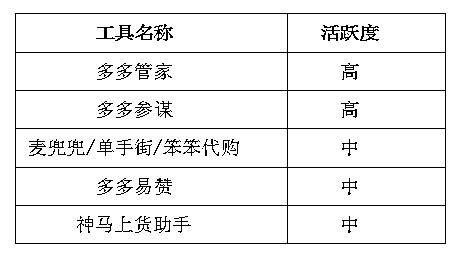 工具名称 活跃度
多多管家 高
多多参谋 高
麦兜兜/单手街/笨笨代购 中
多多易赞 中
神马上货助手 中